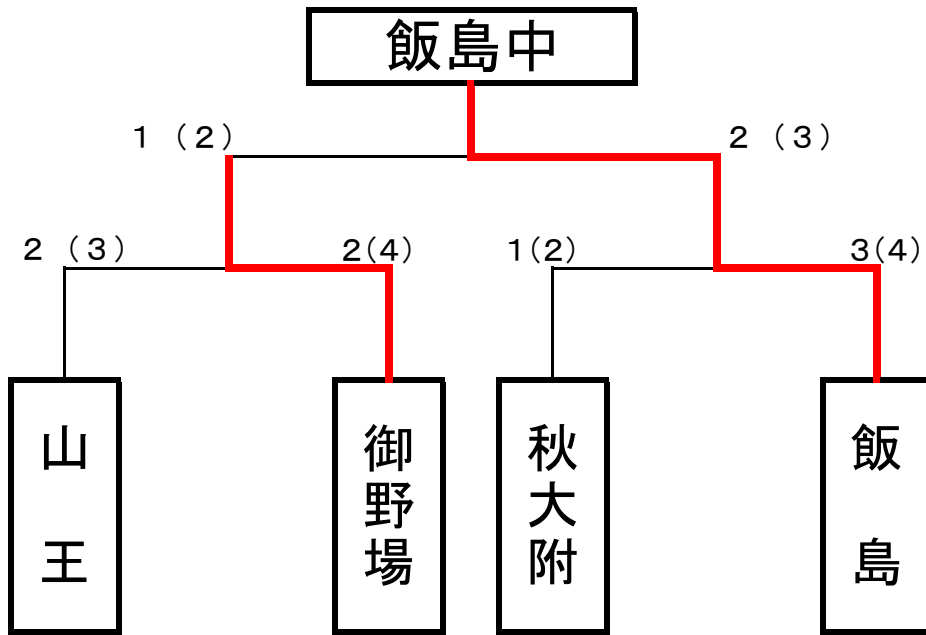 飯島中
1 （2） 2 （3）
2 （3） 2(4) 1(2) 3(4)
山王 御野場 秋大附 飯島